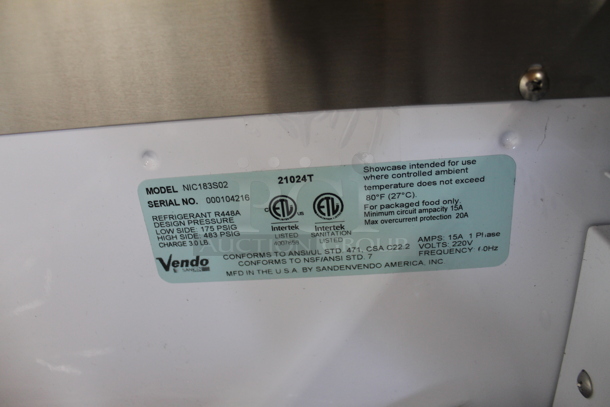 MODEL NIC183S02
21024T
SERIAL NO. 000104216
REFRIGERANT R448A
DESIGN PRESSURE
LOW SIDE: 175 PSIG
HIGH SIDE: 483 PSIG
CHARGE 3.0 LB
C ETL
Intertek
LISTED
ETL
Intertek
SANITATION
LISTED
Showcase intended for use
where controlled ambient
temperature does not exceed
80°F (27°C).
For packaged food only
Minimum circuit ampacity 15A
Max overcurrent protection 20A
AMPS: 15A 1 Phase
VOLTS: 220V
FREQUENCY
Vendo
CONFORMS TO ANSI/UL STD. 471, CSA C22.2
CONFORMS TO NSF/ANSI STD. 7
MFD IN THE U.S.A. BY SANDENVENDO AMERICA, INC
AUCTION GROUP